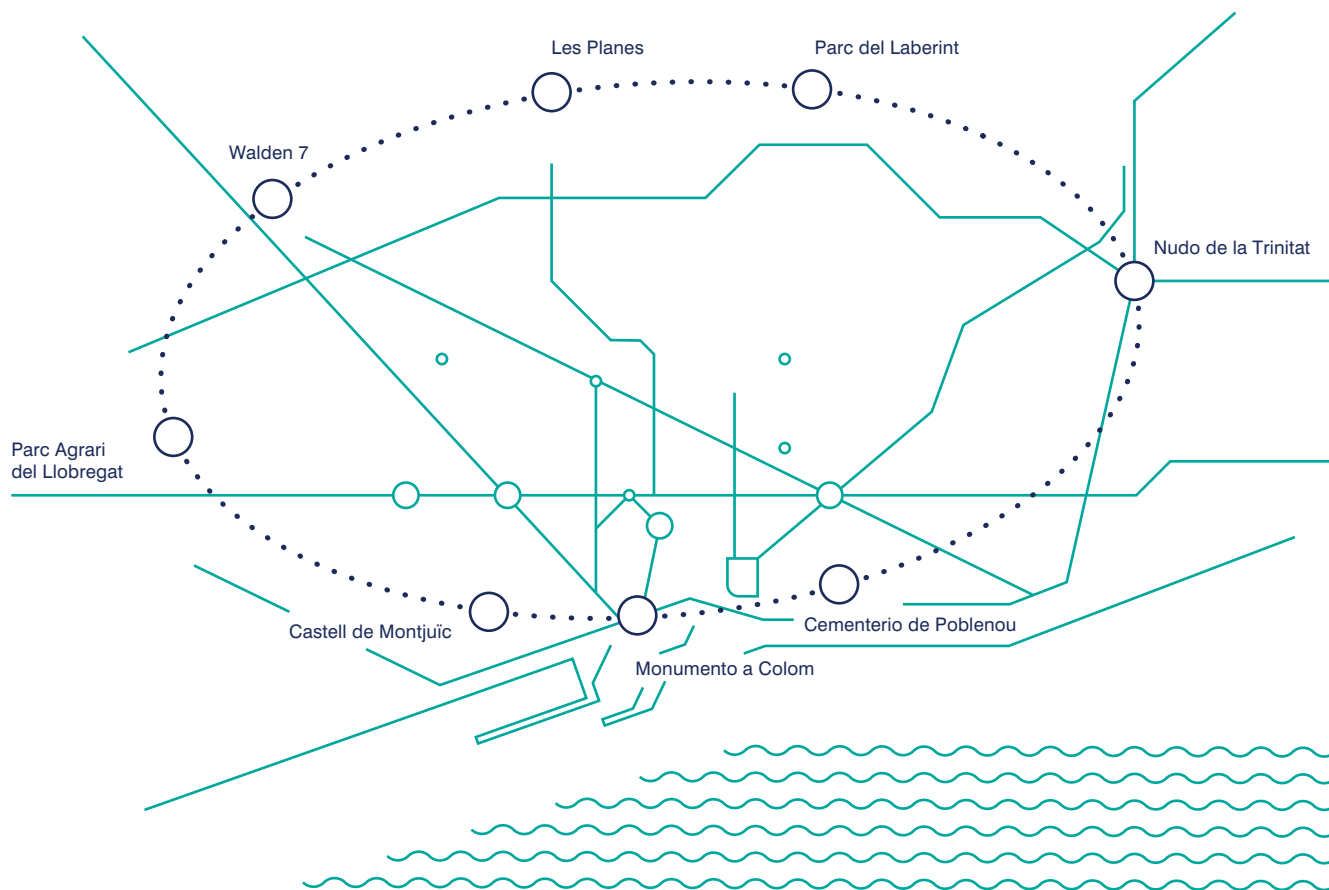 Les Planes
Parc del Laberint
Walden 7
Nudo de la Trinitat
Parc Agrari
del Llobregat
Castell de Montjuïc
Cementerio de Poblenou
Monumento a Colom